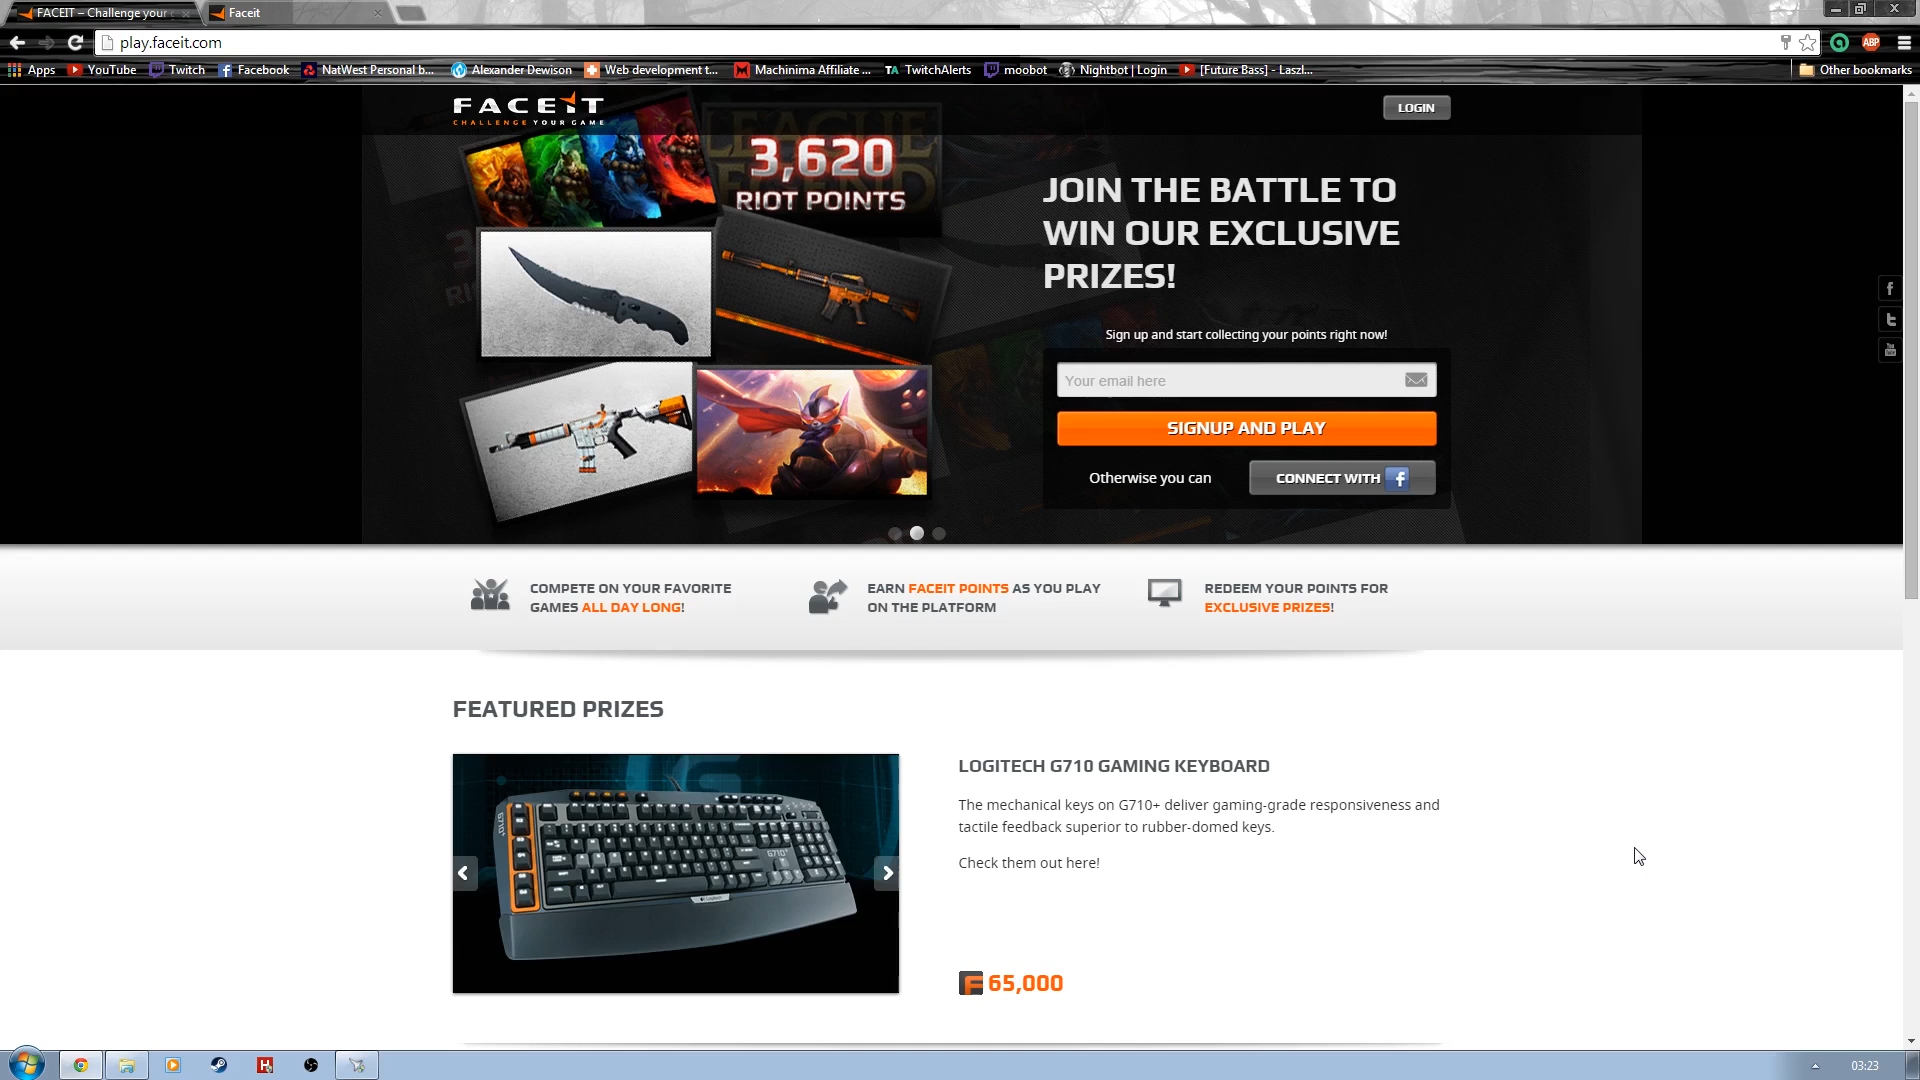 FACEIT – Challenge your
Faceit
play.faceit.com
ABP
Apps
YouTube
Twitch
Facebook
NatWest Personal b...
Alexander Dewison
Web development t...
Machinima Affiliate ...
TA
TwitchAlerts
moobot
Nightbot | Login
[Future Bass] - Laszl...
Other bookmarks
FACEIT
CHALLENGE YOUR GAME
LOGIN
3,620
RIOT POINTS
JOIN THE BATTLE TO
WIN OUR EXCLUSIVE
PRIZES!
Sign up and start collecting your points right now!
Your email here
SIGNUP AND PLAY
Otherwise you can
CONNECT WITH
COMPETE ON YOUR FAVORITE
GAMES ALL DAY LONG!
EARN FACEIT POINTS AS YOU PLAY
ON THE PLATFORM
REDEEM YOUR POINTS FOR
EXCLUSIVE PRIZES!
FEATURED PRIZES
LOGITECH G710 GAMING KEYBOARD
The mechanical keys on G710+ deliver gaming-grade responsiveness and
tactile feedback superior to rubber-domed keys.
Check them out here!
65,000
03:23